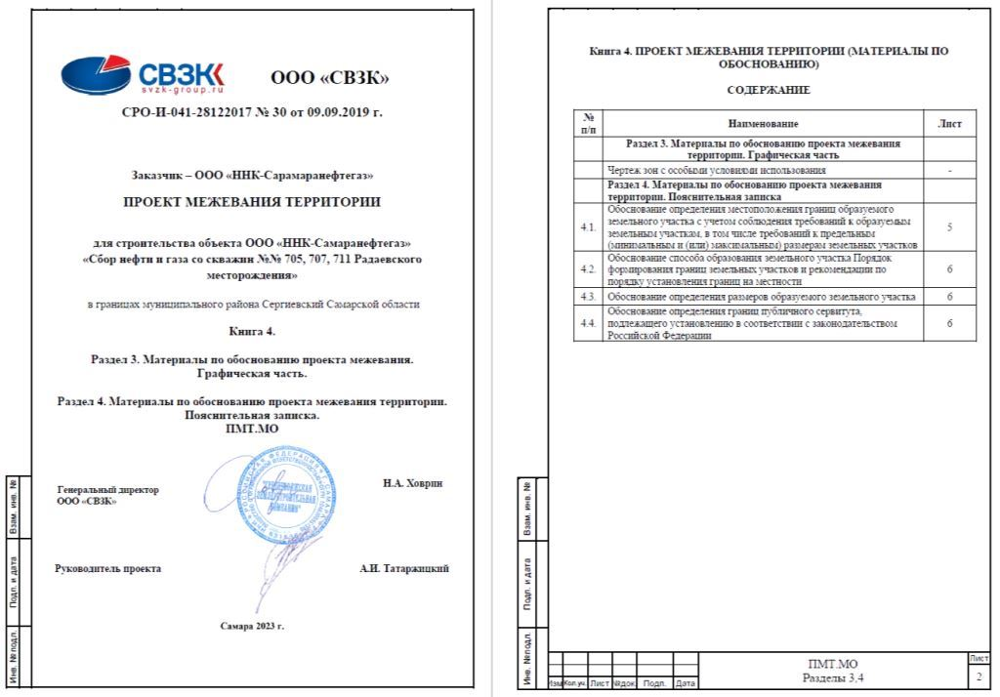 СВЗК
svzk-group.ru
ООО «СВЗК»
СРО-И-041-28122017 № 30 от 09.09.2019 г.
Заказчик – ООО «ННК-Сарамаранефтегаз»
ПРОЕКТ МЕЖЕВАНИЯ ТЕРРИТОРИИ
для строительства объекта ООО «ННК-Самаранефтегаз»
«Сбор нефти и газа со скважин №№ 705, 707, 711 Радаевского
месторождения»
в границах муниципального района Сергиевский Самарской области
Книга 4.
Раздел 3. Материалы по обоснованию проекта межевания.
Графическая часть.
Раздел 4. Материалы по обоснованию проекта межевания территории.
Пояснительная записка.
ПМТ.МО
Генеральный директор
ООО «СВЗК»
Н.А. Ховрин
Руководитель проекта
А.И. Татаржицкий
Самара 2023 г.
Взам. инв. №
Подп. и дата
Инв. № подл.
Книга 4. ПРОЕКТ МЕЖЕВАНИЯ ТЕРРИТОРИИ (МАТЕРИАЛЫ ПО
ОБОСНОВАНИЮ)
СОДЕРЖАНИЕ
№ п/п Наименование Лист
Раздел 3. Материалы по обоснованию проекта межевания
территории. Графическая часть
Чертеж зон с особыми условиями использования -
Раздел 4. Материалы по обоснованию проекта межевания
территории. Пояснительная записка
Обоснование определения местоположения границ образуемого
4.1. земельного участка с учетом соблюдения требований к образуемым 5
земельным участкам, в том числе требований к предельным
(минимальным и (или) максимальным) размерам земельных участков
Обоснование способа образования земельного участка Порядок
4.2. формирования границ земельных участков и рекомендации по 6
порядку установления границ на местности
4.3. Обоснование определения размеров образуемого земельного участка 6
Обоснование определения границ публичного сервитута,
4.4. подлежащего установлению в соответствии с законодательством 6
Российской Федерации
Взам. инв. №
Подп. и дата
Инв. № подл.
Изм Кол.уч. Лист №док. Подп. Дата
ПМТ.МО
Разделы 3,4
Лист
2